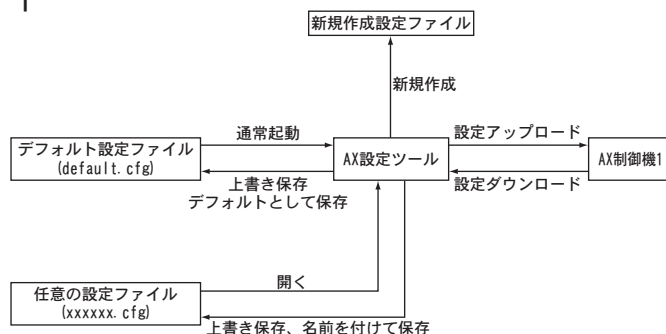 新規作成設定ファイル
新規作成
通常起動
設定アップロード
デフォルト設定ファイル
(default.cfg)
AX設定ツール
AX制御機1
上書き保存
デフォルトとして保存
設定ダウンロード
開く
任意の設定ファイル
(xxxxxx.cfg)
上書き保存、名前を付けて保存